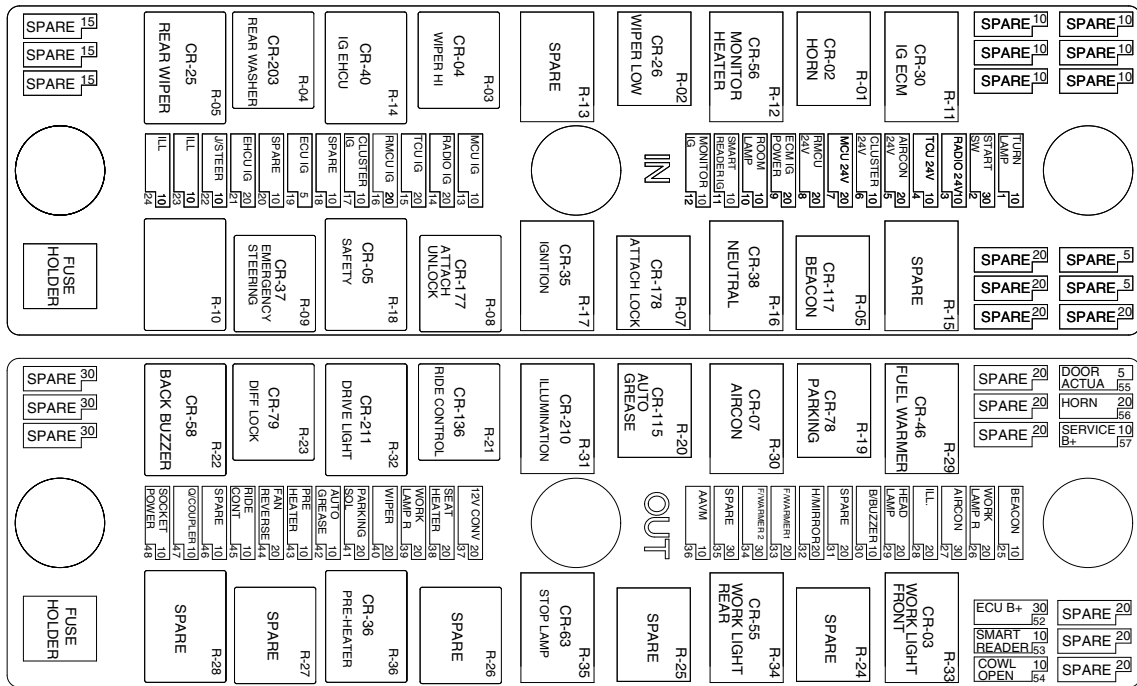 SPARE 15
SPARE 15
SPARE 15
CR-25
REAR WIPER
R-05
CR-203
REAR WASHER
R-04
CR-40
IG EHCU
R-14
CR-04
WIPER HI
R-03
SPARE
R-13
CR-26
WIPER LOW
R-02
CR-56
MONITOR
HEATER
R-12
CR-02
HORN
R-01
CR-30
IG ECM
R-11
SPARE 10
SPARE 10
SPARE 10
SPARE 10
SPARE 10
SPARE 10
ILL 10
24
ILL 10
23
J/STER 10
22
EHCU IG 20
21
SPARE 10
20
ECU IG 5
19
SPARE 10
18
CLUSTER 10
IG 17
RMCU IG 20
16
TCU IG 20
15
RADIO IG 20
14
MCU IG 10
13
IN
MONITOR 10
IG 12
SMART 10
READER IG 11
ROOM 10
LAMP 10
ECM IG 20
POWER 9
RMCU 20
24V 8
MCU 24V 20
7
CLUSTER 10
24V 6
AIRCON 20
24V 5
TCU 24V 10
4
RADIO 24V 10
3
START 30
SW 2
TURN 10
LAMP 1
FUSE
HOLDER
R-10
CR-37
EMERGENCY
STEERING
R-09
CR-05
SAFETY
R-18
CR-177
ATTACH
UNLOCK
R-08
CR-35
IGNITION
R-17
CR-178
ATTACH LOCK
R-07
CR-38
NEUTRAL
R-16
CR-117
BEACON
R-05
SPARE
R-15
SPARE 20
SPARE 5
SPARE 20
SPARE 5
SPARE 20
SPARE 20
SPARE 30
SPARE 30
SPARE 30
CR-58
BACK BUZZER
R-22
CR-79
DIFF LOCK
R-23
CR-211
DRIVE LIGHT
R-32
CR-136
RIDE CONTROL
R-21
CR-210
ILUMINATION
R-31
CR-115
AUTO
GREASE
R-20
CR-07
AIRCON
R-30
CR-78
PARKING
R-19
CR-46
FUEL WARMER
R-29
SPARE 20
DOOR 5
ACTUA 55
SPARE 20
HORN 20
56
SPARE 20
SERVICE 10
B+ 57
SOCKET 10
POWER 48
Q/COUPLER 10
47
SPARE 10
46
RIDE 10
CONT 45
FAN 20
REVERSE 44
PRE 10
HEATER 43
AUTO 10
GREASE 42
PARKING 20
SOL 41
WIPER 20
40
WORK 20
LAMP R 39
SEAT 20
HEATER 38
12V CONV 20
37
OUT
AAVM 10
36
SPARE 30
35
F/WARMER 2 30
34
F/WARMER1 20
33
H/MIRROR 20
32
SPARE 20
31
B/BUZZER 10
30
HEAD 20
LAMP 29
ILL. 20
28
AIRCON 30
27
WORK 20
LAMP R 26
BEACON 10
25
FUSE
HOLDER
SPARE
R-28
SPARE
R-27
CR-36
PRE-HEATER
R-36
SPARE
R-26
CR-63
STOP LAMP
R-35
SPARE
R-25
CR-55
WORK LIGHT
REAR
R-34
SPARE
R-24
CR-03
WORK LIGHT
FRONT
R-33
ECU B+ 30
52
SPARE 20
SMART 10
READER 53
SPARE 20
COWL 10
OPEN 54
SPARE 20